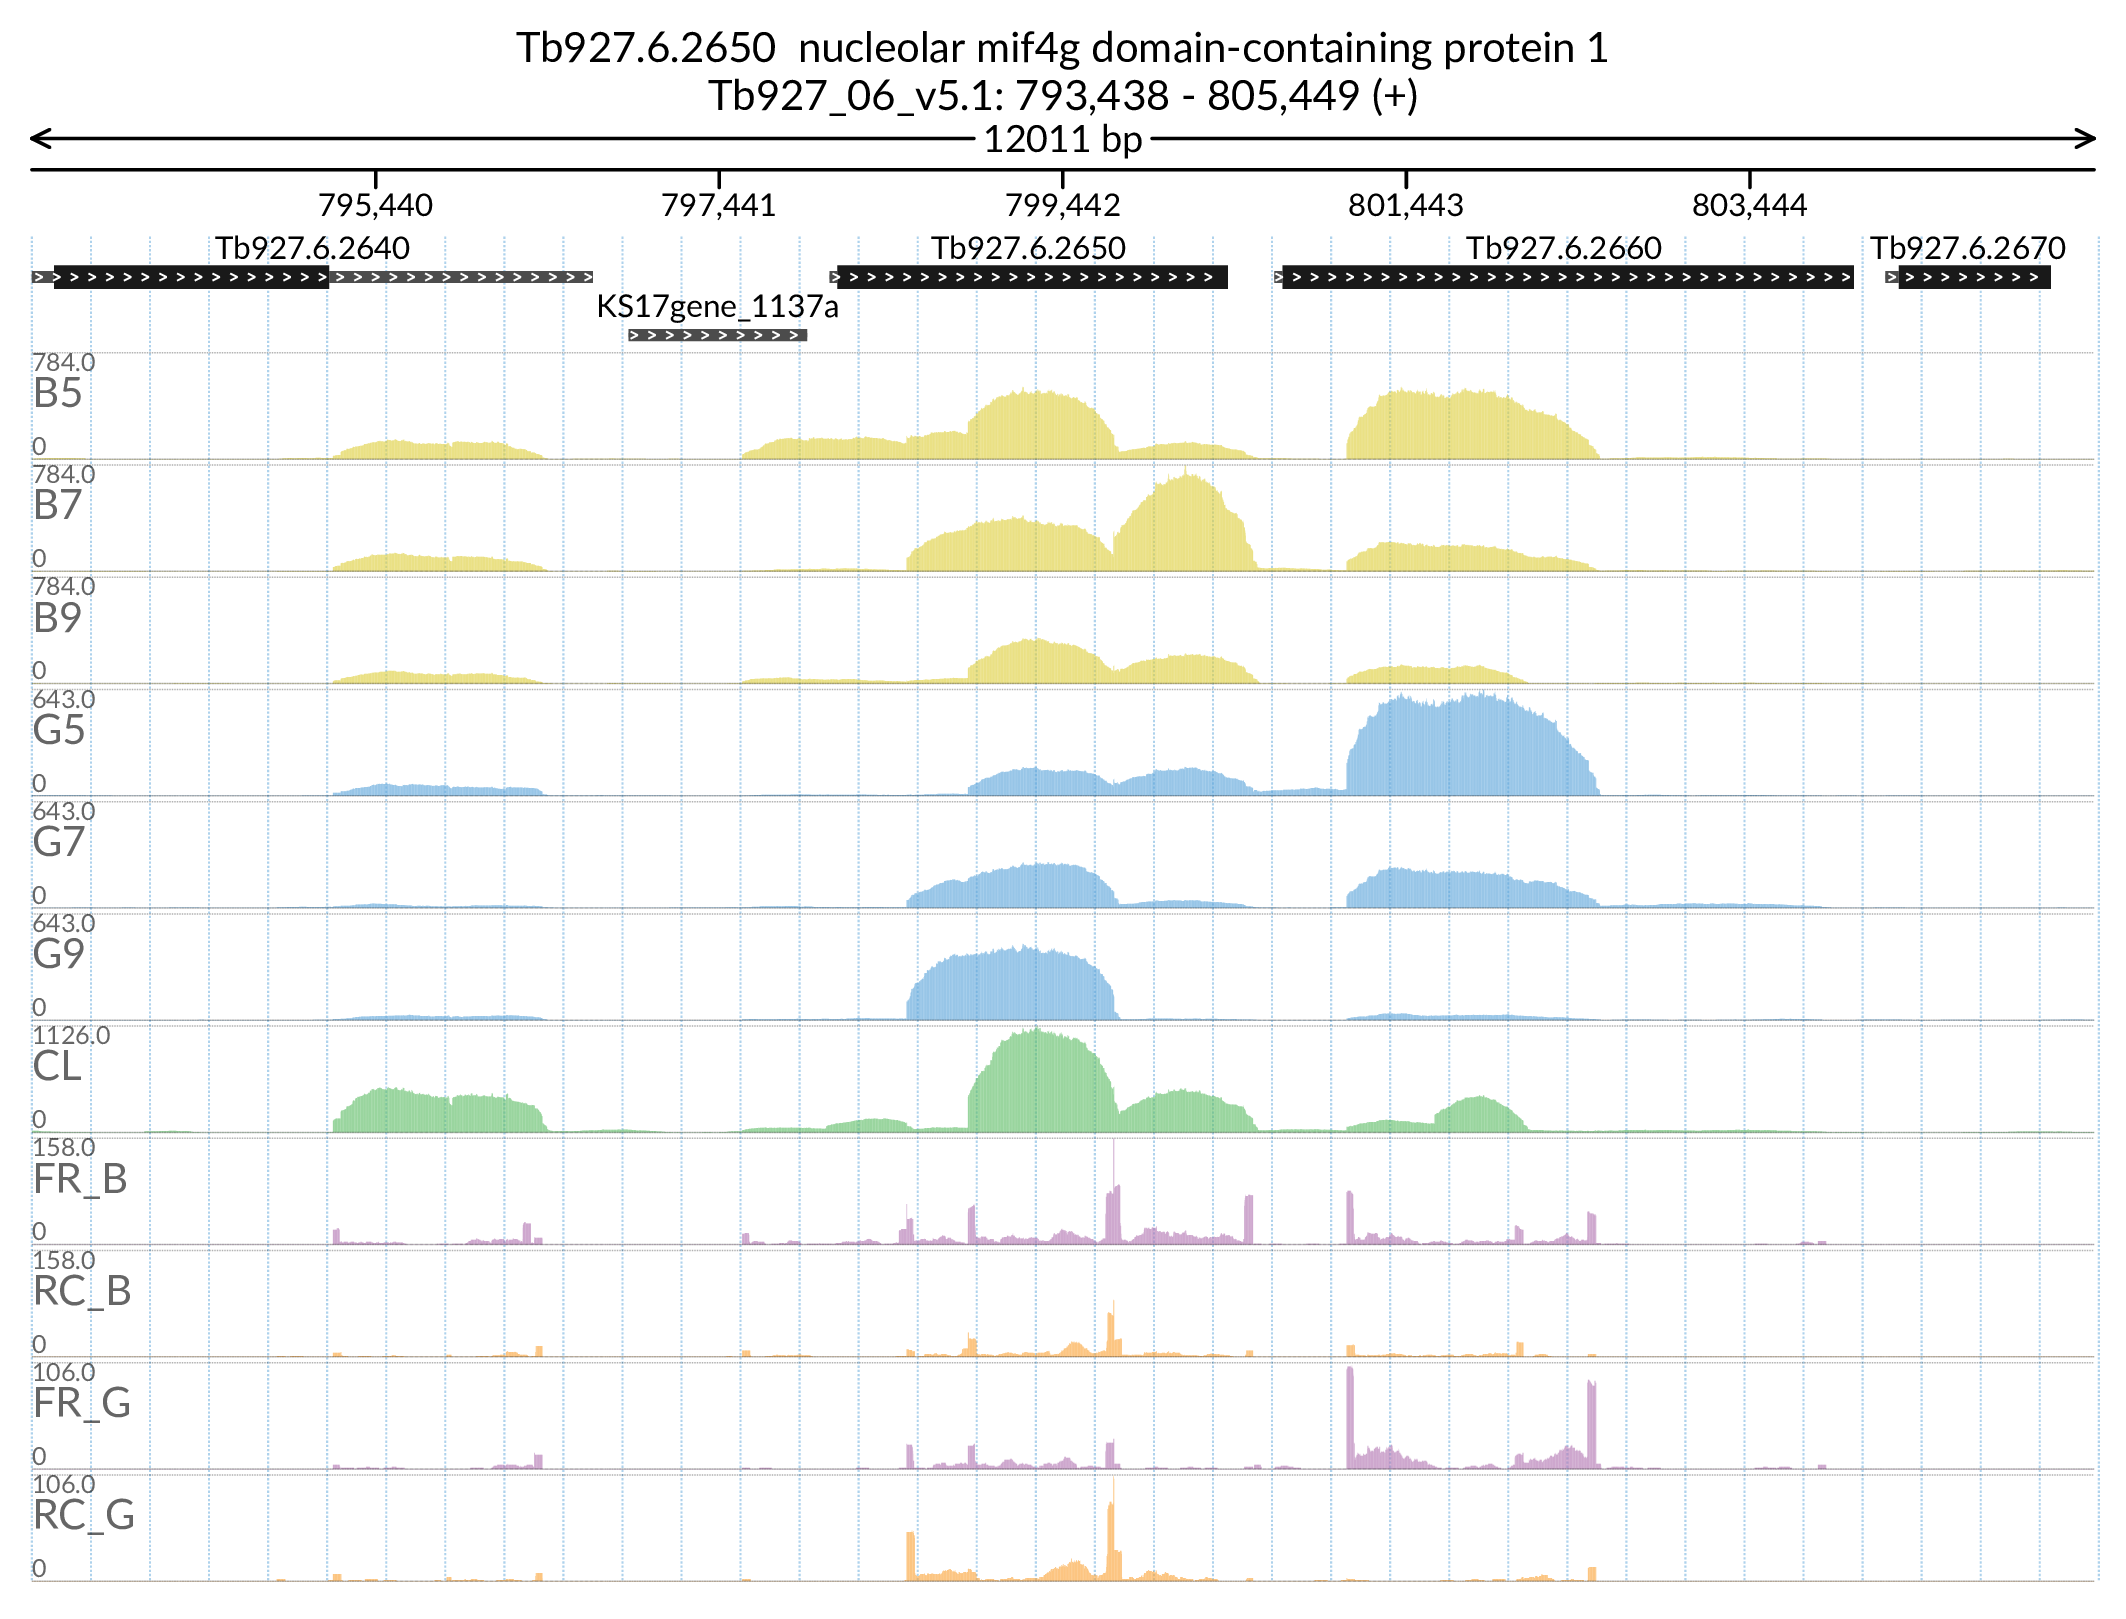 Tb927.6.2650  nucleolar mif4g domain-containing protein 1
Tb927_06_v5.1: 793,438 - 805,449 (+)
12011 bp
795,440 797,441 799,442 801,443 803,444
Tb927.6.2640 Tb927.6.2650 Tb927.6.2660 Tb927.6.2670
KS17gene_1137a
784.0
B5
0
784.0
B7
0
784.0
B9
0
643.0
G5
0
643.0
G7
0
643.0
G9
0
1126.0
CL
0
158.0
FR_B
0
158.0
RC_B
0
106.0
FR_G
0
106.0
RC_G
0